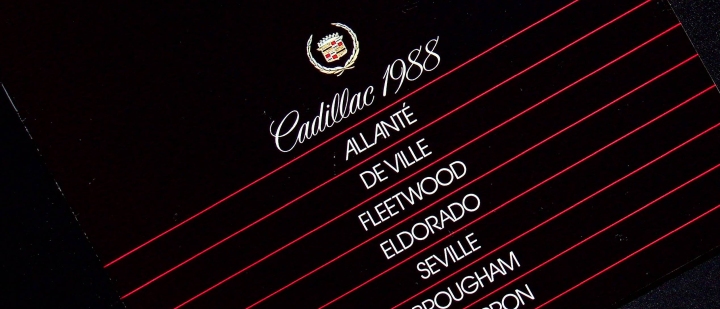 Cadillac 1988
ALLANTÉ
DE VILLE
FLEETWOOD
ELDORADO
SEVILLE
BROUGHAM